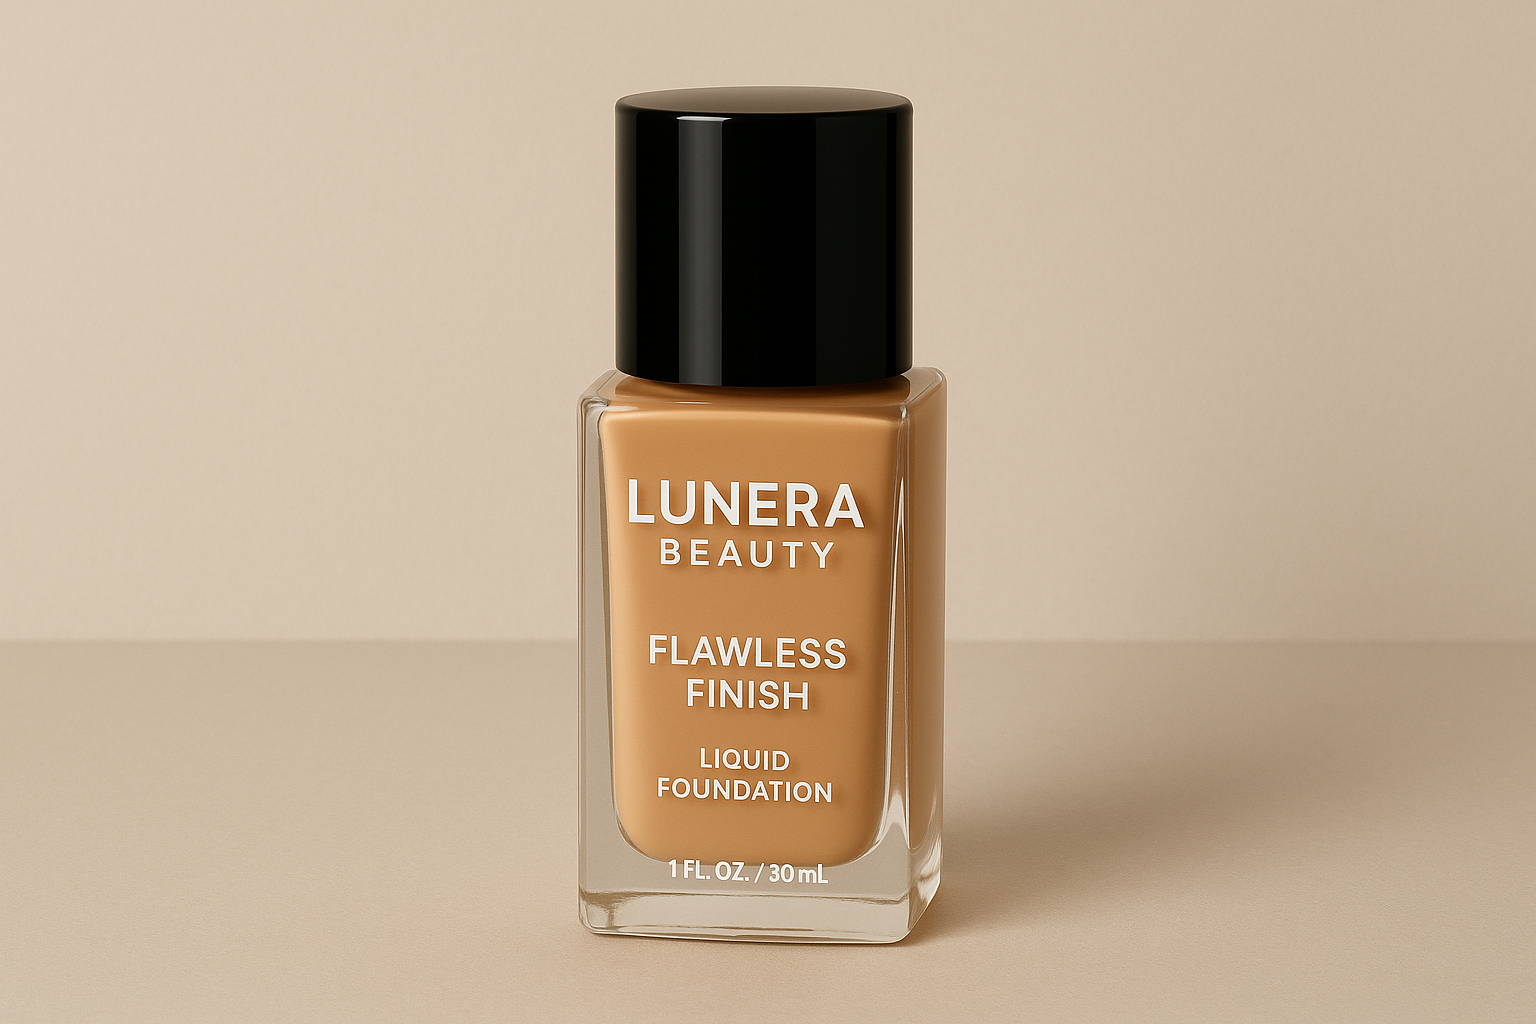 LUNERA
BEAUTY
FLAWLESS
FINISH
LIQUID
FOUNDATION
1 FL. OZ. / 30 mL